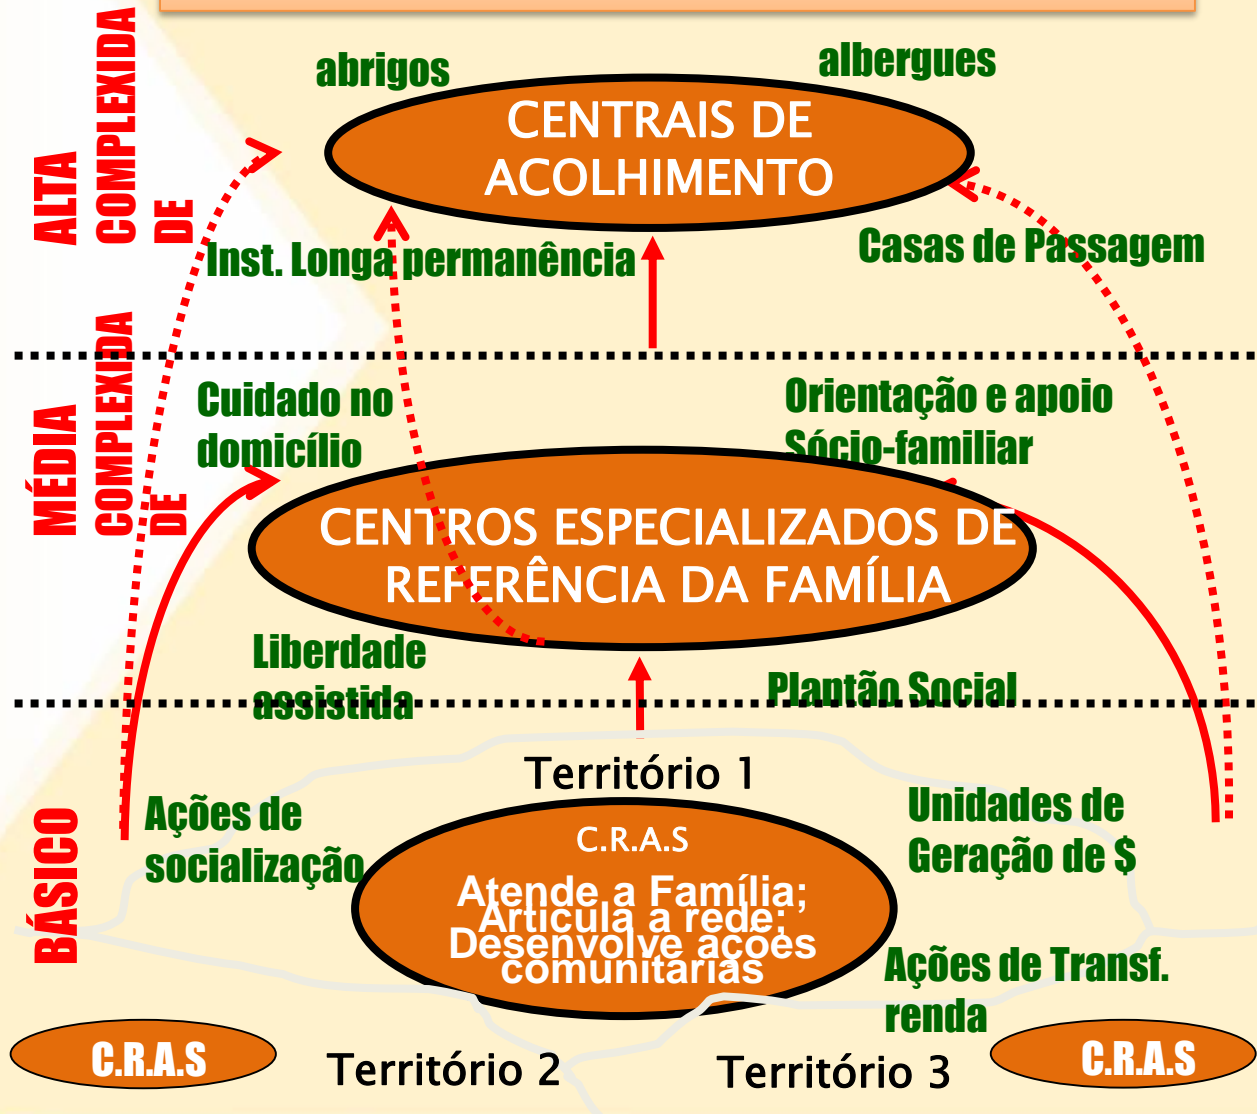 ALTA
COMPLEXIDA
DE
abrigos
albergues
CENTRAIS DE
ACOLHIMENTO
Inst. Longa permanência
Casas de Passagem
MÉDIA
COMPLEXIDA
DE
Cuidado no
domicílio
Orientação e apoio
Sócio-familiar
CENTROS ESPECIALIZADOS DE
REFERÊNCIA DA FAMÍLIA
Liberdade
assistida
Plantão Social
BÁSICO
Território 1
Ações de
socialização
C.R.A.S
Atende a Família;
Articula a rede;
Desenvolve ações
comunitárias
Unidades de
Geração de $
Ações de Transf.
renda
C.R.A.S
Território 2
Território 3
C.R.A.S